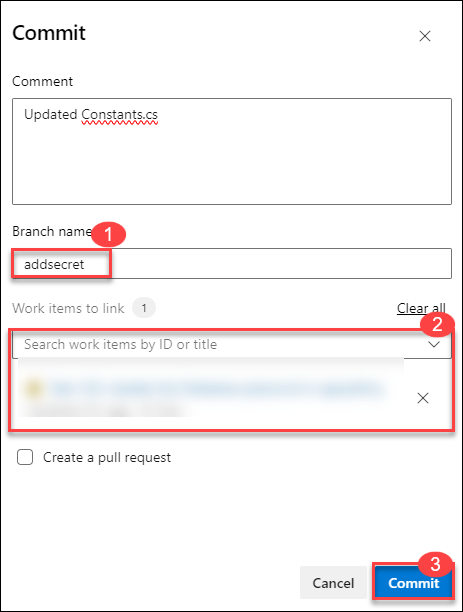 Commit
Comment
Updated Constants.cs
Branch name
1
addsecret
Work items to link 1
Clear all
2
Search work items by ID or title
Create a pull request
3
Cancel
Commit